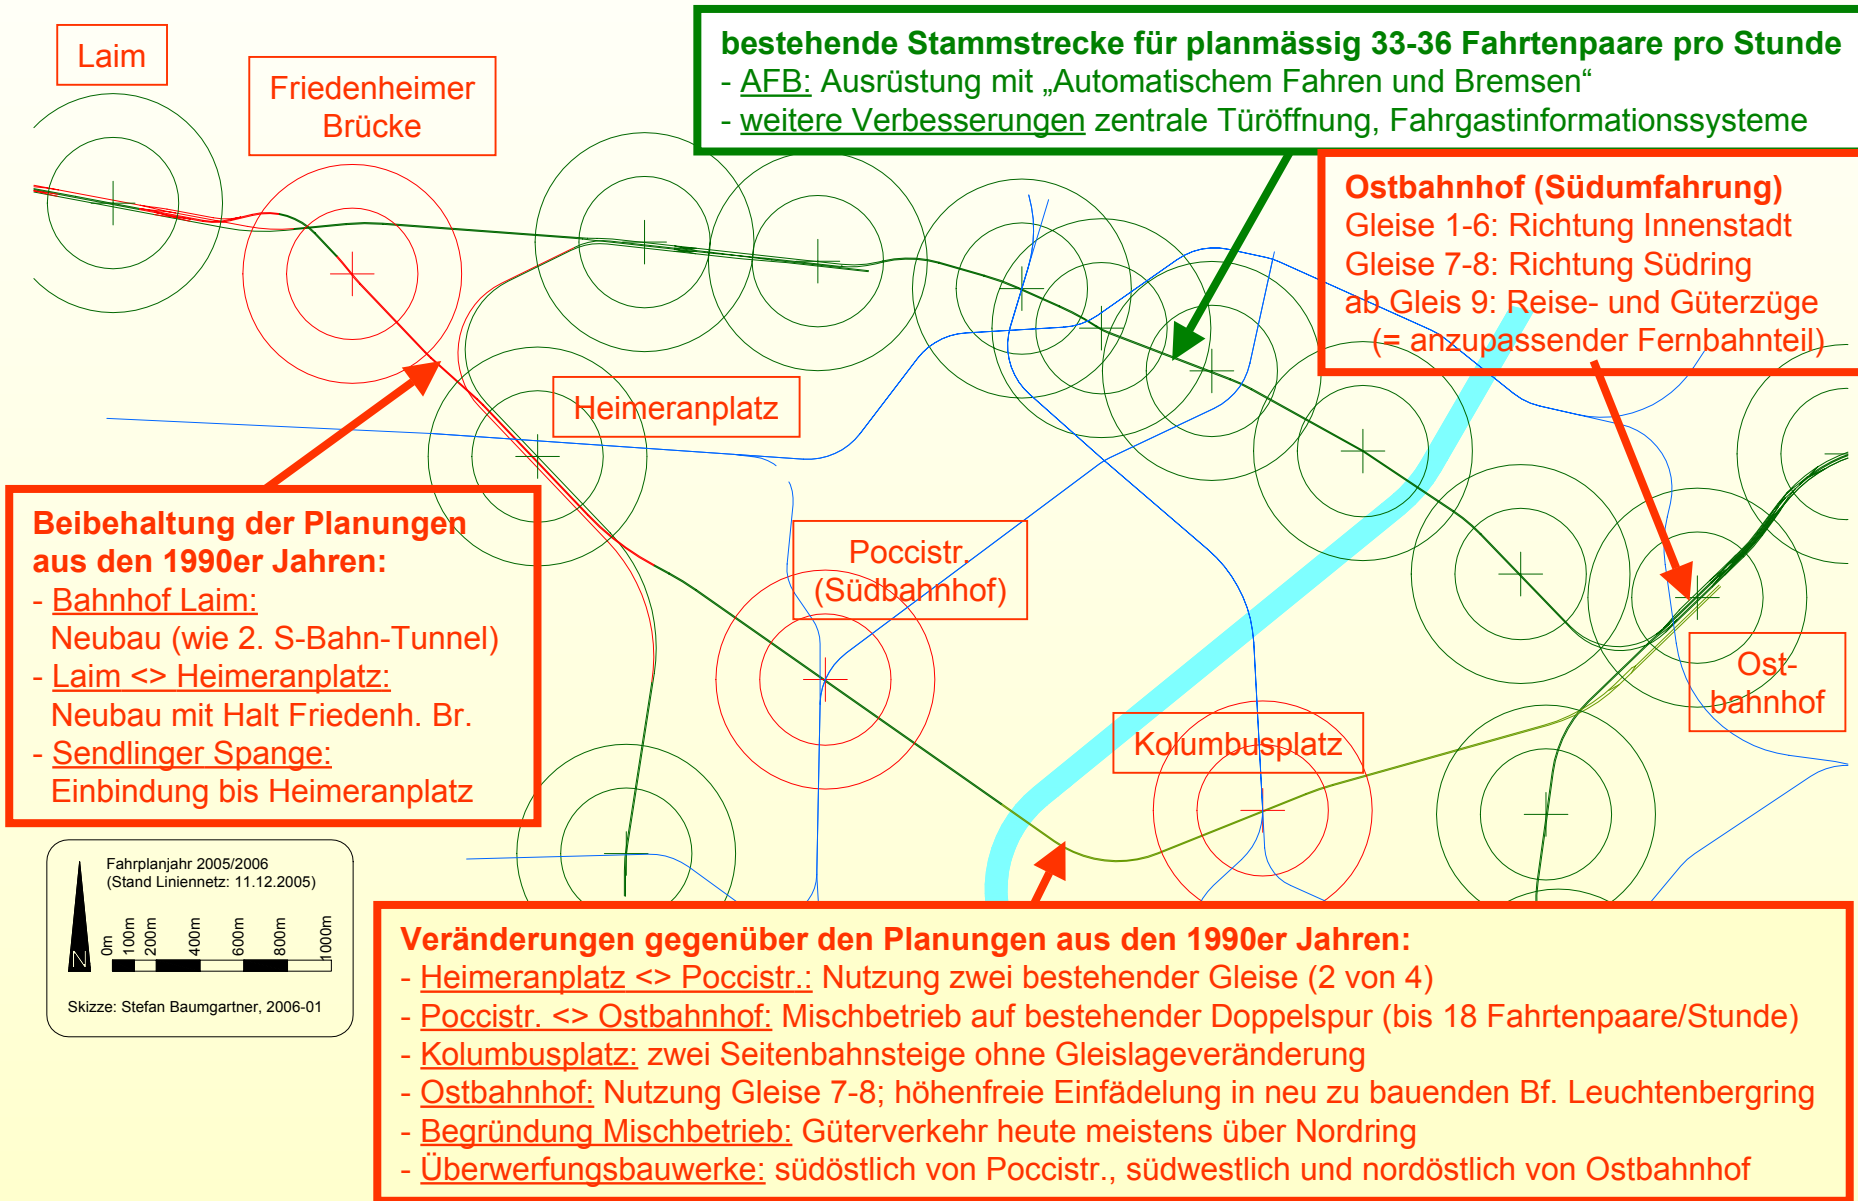 Laim
Friedenheimer
Brücke
bestehende Stammstrecke für planmässig 33-36 Fahrtenpaare pro Stunde
- AFB: Ausrüstung mit „Automatischem Fahren und Bremsen“
- weitere Verbesserungen zentrale Türöffnung, Fahrgastinformationssysteme
Ostbahnhof (Südumfahrung)
Gleise 1-6: Richtung Innenstadt
Gleise 7-8: Richtung Südring
ab Gleis 9: Reise- und Güterzüge
(= anzupassender Fernbahnteil)
Heimeranplatz
Beibehaltung der Planungen
aus den 1990er Jahren:
- Bahnhof Laim:
Neubau (wie 2. S-Bahn-Tunnel)
- Laim <> Heimeranplatz:
Neubau mit Halt Friedenh. Br.
- Sendlinger Spange:
Einbindung bis Heimeranplatz
Poccistr.
(Südbahnhof)
Ost-
bahnhof
Kolumbusplatz
Fahrplanjahr 2005/2006
(Stand Liniennetz: 11.12.2005)
N
0m
100m
200m
400m
600m
800m
1000m
Skizze: Stefan Baumgartner, 2006-01
Veränderungen gegenüber den Planungen aus den 1990er Jahren:
- Heimeranplatz <> Poccistr.: Nutzung zwei bestehender Gleise (2 von 4)
- Poccistr. <> Ostbahnhof: Mischbetrieb auf bestehender Doppelspur (bis 18 Fahrtenpaare/Stunde)
- Kolumbusplatz: zwei Seitenbahnsteige ohne Gleislageveränderung
- Ostbahnhof: Nutzung Gleise 7-8; höhenfreie Einfädelung in neu zu bauenden Bf. Leuchtenbergring
- Begründung Mischbetrieb: Güterverkehr heute meistens über Nordring
- Überwerfungsbauwerke: südöstlich von Poccistr., südwestlich und nordöstlich von Ostbahnhof